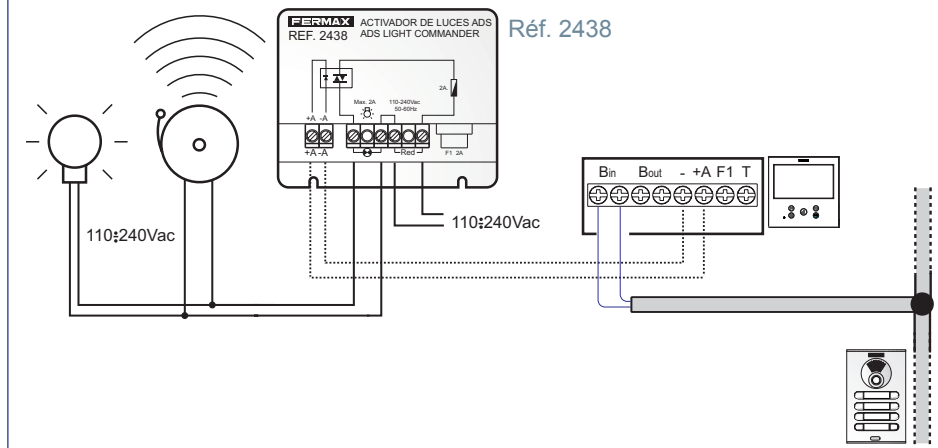 FERMAX ACTIVADOR DE LUCES ADS
REF. 2438 ADS LIGHT COMMANDER
Réf. 2438
2A.
Max. 2A 110-240Vac
50-60Hz
+A -A
+A -A Red F1 2A
Bin Bout - +A F1 T
110÷240Vac
110÷240Vac